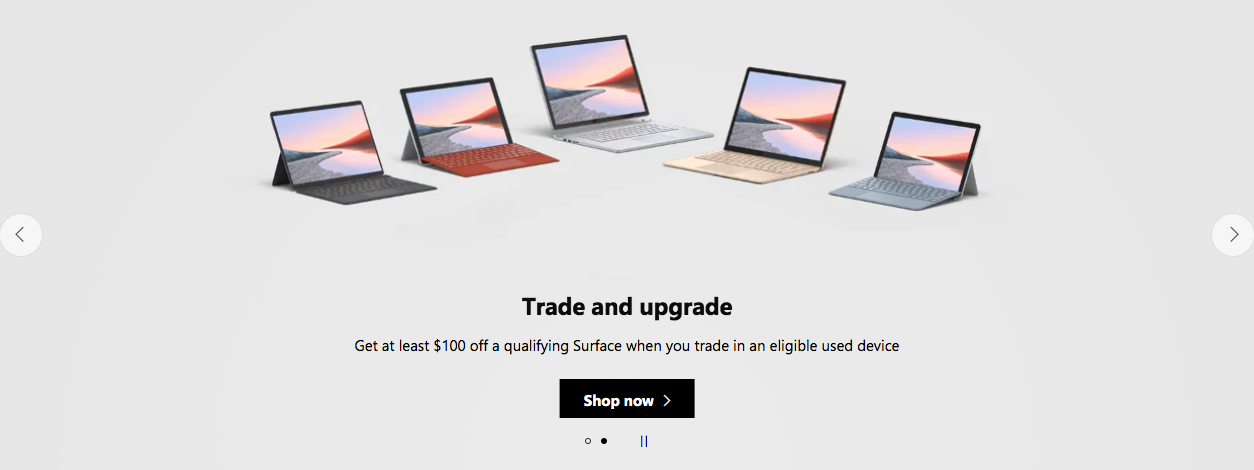 Trade and upgrade
Get at least $100 off a qualifying Surface when you trade in an eligible used device
Shop now